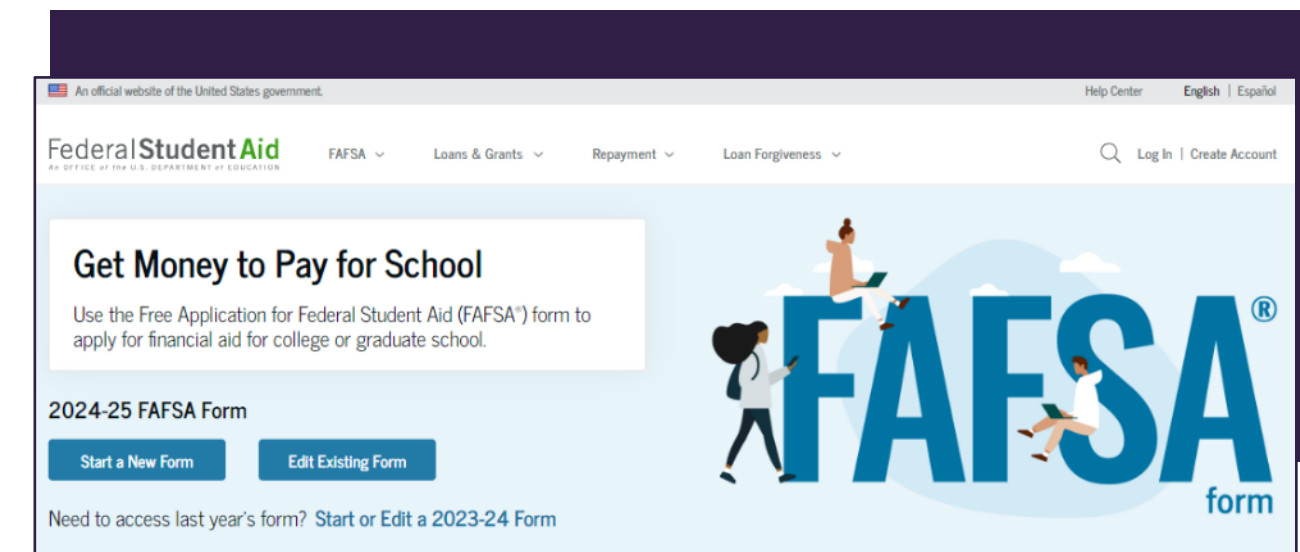 An official website of the United States government.
Help Center English | Español
Federal Student Aid
An OFFICE of the U.S. DEPARTMENT of EDUCATION
FAFSA Loans & Grants Repayment Loan Forgiveness
Log In | Create Account
Get Money to Pay for School
Use the Free Application for Federal Student Aid (FAFSA®) form to
apply for financial aid for college or graduate school.
2024-25 FAFSA Form
Start a New Form Edit Existing Form
Need to access last year's form? Start or Edit a 2023-24 Form
FAFSA®
form